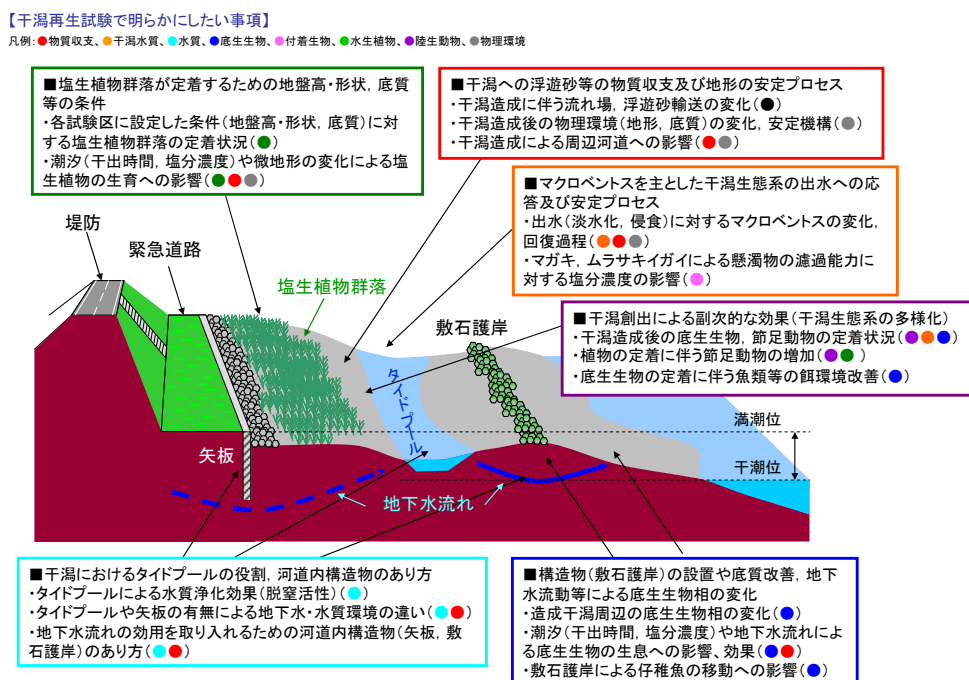 【干潟再生試験で明らかにしたい事項】
凡例：●物質収支、●干潟水質、●水質、●底生生物、●付着生物、●水生植物、●陸生動物、●物理環境
■塩生植物群落が定着するための地盤高・形状, 底質
等の条件
・各試験区に設定した条件(地盤高・形状, 底質)に対
する塩生植物群落の定着状況(●)
・潮汐(干出時間, 塩分濃度)や微地形の変化による塩
生植物の生育への影響(●●●)
■干潟への浮遊砂等の物質収支及び地形の安定プロセス
・干潟造成に伴う流れ場, 浮遊砂輸送の変化(●)
・干潟造成後の物理環境(地形, 底質)の変化, 安定機構(●)
・干潟造成による周辺河道への影響(●●)
■マクロベントスを主とした干潟生態系の出水への応
答及び安定プロセス
・出水(淡水化, 侵食)に対するマクロベントスの変化,
回復過程(●●●)
・マガキ, ムラサキイガイによる懸濁物の濾過能力に
対する塩分濃度の影響(●)
■干潟創出による副次的な効果(干潟生態系の多様化)
・干潟造成後の底生生物, 節足動物の定着状況(●●●)
・植物の定着に伴う節足動物の増加(●●)
・底生生物の定着に伴う魚類等の餌環境改善(●)
堤防
緊急道路
塩生植物群落
敷石護岸
タイドプール
満潮位
矢板
干潮位
地下水流れ
■干潟におけるタイドプールの役割, 河道内構造物のあり方
・タイドプールによる水質浄化効果(脱窒活性)(●)
・タイドプールや矢板の有無による地下水・水質環境の違い(●●)
・地下水流れの効用を取り入れるための河道内構造物(矢板, 敷
石護岸)のあり方(●●)
■構造物(敷石護岸)の設置や底質改善, 地下
水流動等による底生生物相の変化
・造成干潟周辺の底生生物相の変化(●)
・潮汐(干出時間, 塩分濃度)や地下水流れによ
る底生生物の生息への影響、効果(●●)
・敷石護岸による仔稚魚の移動への影響(●)